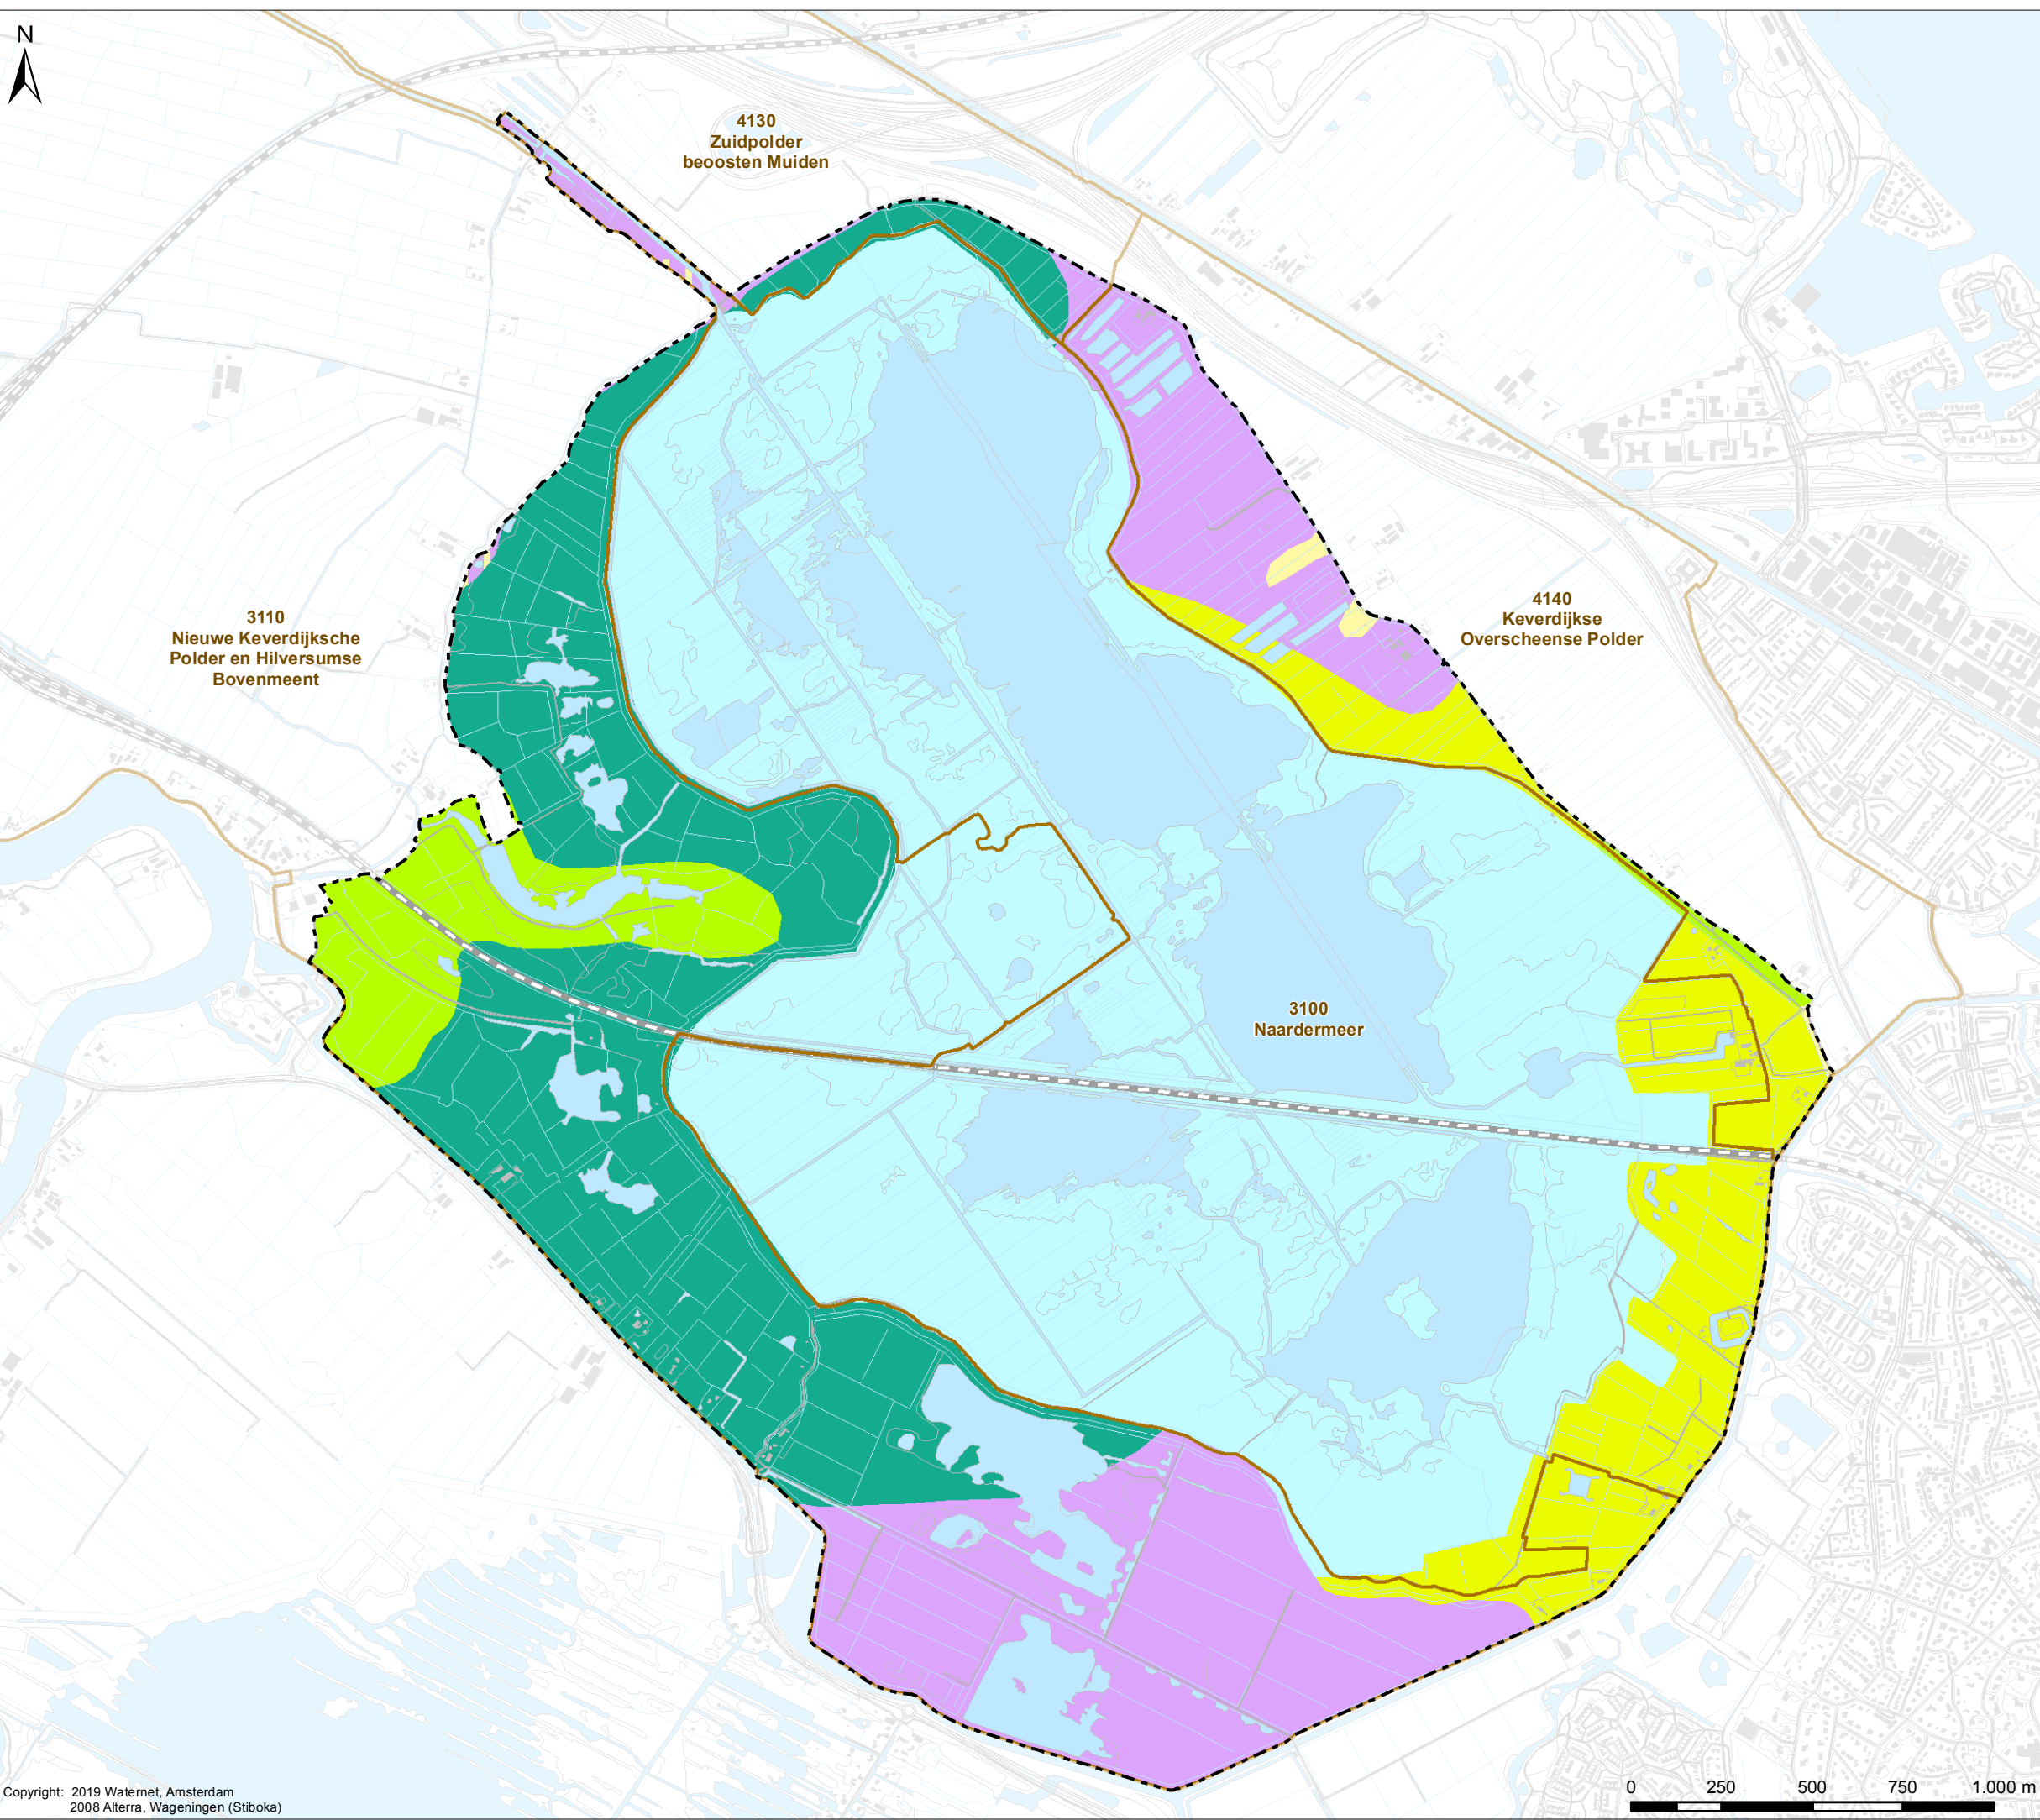 N
4130
Zuidpolder
beoosten Muiden
3110
Nieuwe Keverdijksche
Polder en Hilversumse
Bovenmeent
4140
Keverdijkse
Overscheense Polder
3100
Naardermeer
Copyright: 2019 Waternet, Amsterdam
2008 Alterra, Wageningen (Stiboka)
0 250 500 750 1.000 m